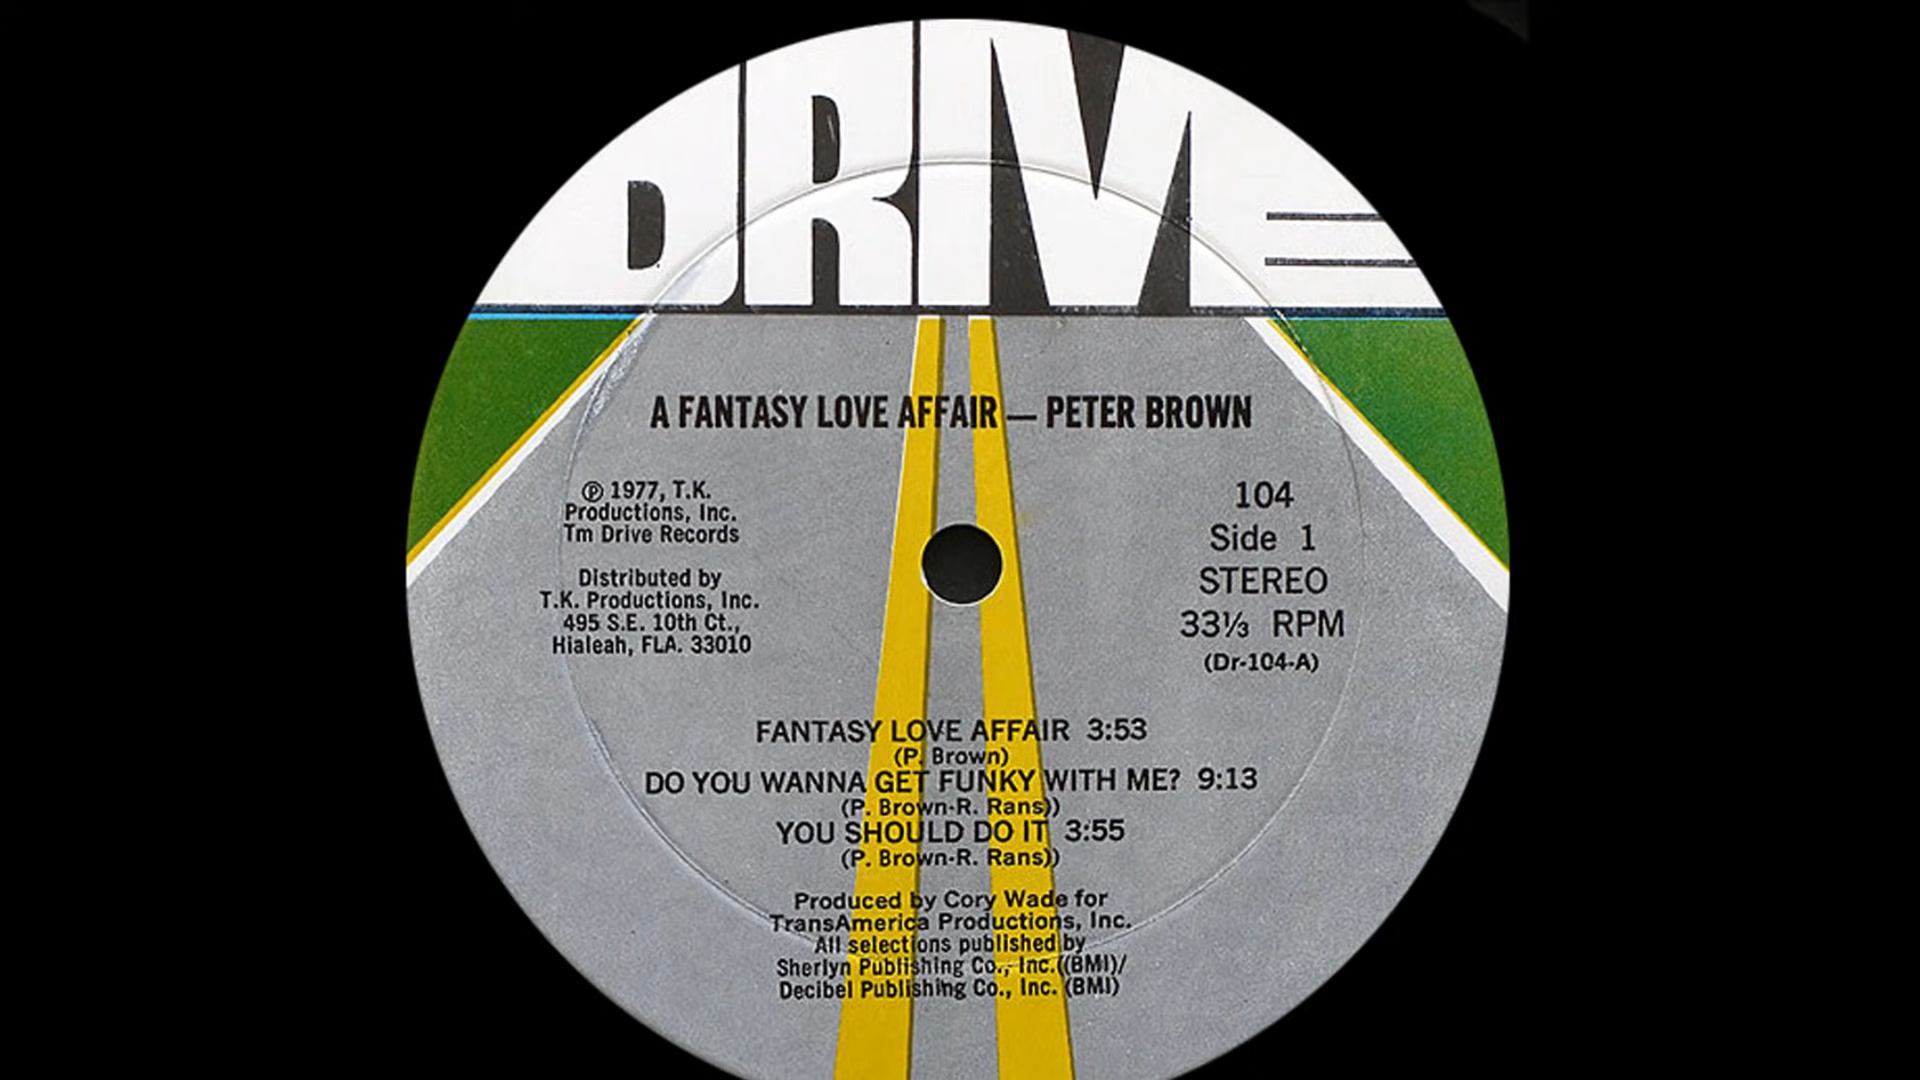 DRIVE
A FANTASY LOVE AFFAIR — PETER BROWN
Ⓟ 1977, T.K.
Productions, Inc.
Tm Drive Records
Distributed by
T.K. Productions, Inc.
495 S.E. 10th Ct.,
Hialeah, FLA. 33010
104
Side 1
STEREO
33⅓ RPM
(Dr-104-A)
FANTASY LOVE AFFAIR 3:53
(P. Brown)
DO YOU WANNA GET FUNKY WITH ME? 9:13
(P. Brown-R. Rans))
YOU SHOULD DO IT 3:55
(P. Brown-R. Rans))
Produced by Cory Wade for
TransAmerica Productions, Inc.
All selections published by
Sherlyn Publishing Co., Inc.((BMI)/
Decibel Publishing Co., Inc. (BMI)